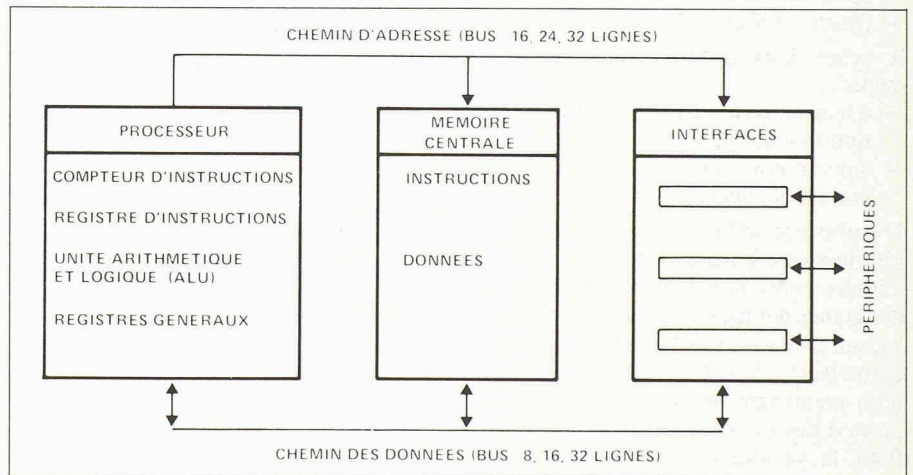 CHEMIN D'ADRESSE (BUS 16, 24, 32 LIGNES)
PROCESSEUR
COMPTEUR D'INSTRUCTIONS
REGISTRE D'INSTRUCTIONS
UNITE ARITHMETIQUE
ET LOGIQUE (ALU)
REGISTRES GENERAUX
MEMOIRE
CENTRALE
INSTRUCTIONS
DONNEES
INTERFACES
PERIPHERIQUES
CHEMIN DES DONNEES (BUS 8, 16, 32 LIGNES)